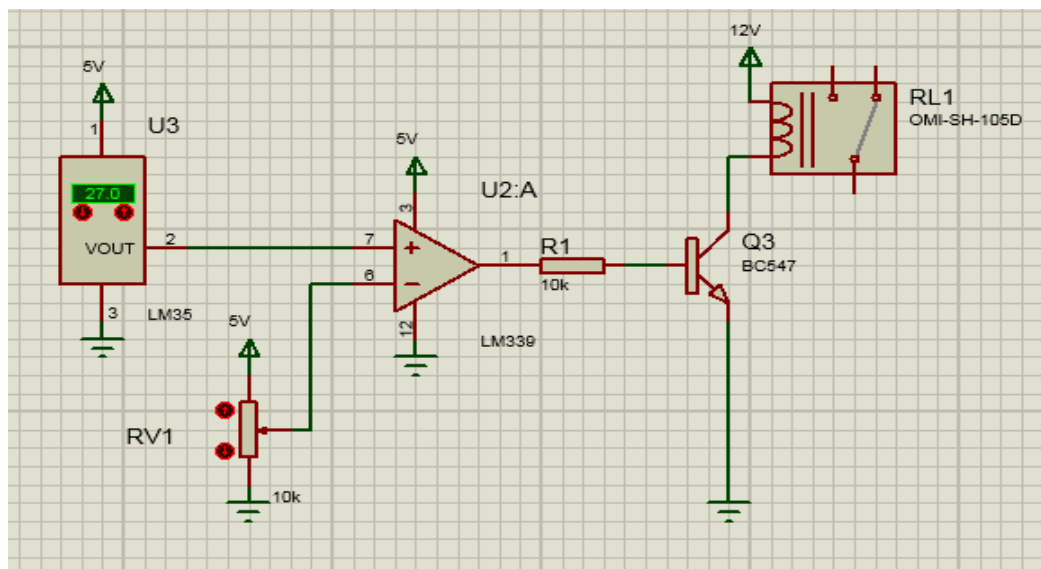 12V
5V
RL1
OMI-SH-105D
1
U3
5V
U2:A
27.0
3
VOUT
2
7
+
1
R1
Q3
BC547
6
−
10k
3
LM35
12
LM339
5V
RV1
10k